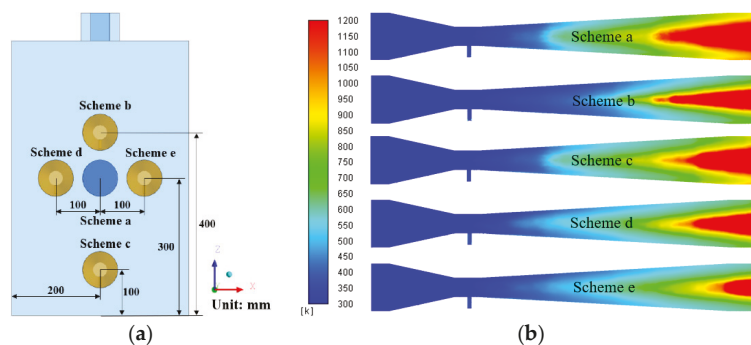 Scheme b
Scheme d
Scheme e
100
100
Scheme a
Scheme c
200
100
300
400
Z
X
Unit: mm
(a)
1200
1150
1100
1050
1000
950
900
850
800
750
700
650
600
550
500
450
400
350
300
[k]
Scheme a
Scheme b
Scheme c
Scheme d
Scheme e
(b)